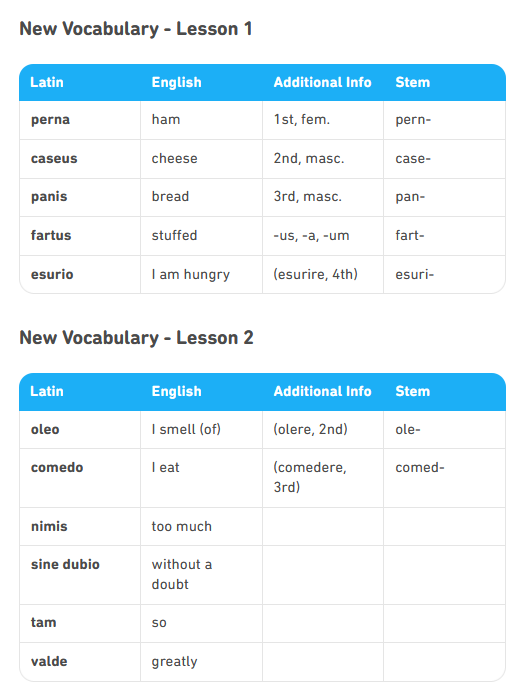 New Vocabulary - Lesson 1
Latin English Additional Info Stem
perna ham 1st, fem. pern-
caseus cheese 2nd, masc. case-
panis bread 3rd, masc. pan-
fartus stuffed -us, -a, -um fart-
esurio I am hungry (esurire, 4th) esuri-
New Vocabulary - Lesson 2
Latin English Additional Info Stem
oleo I smell (of) (olere, 2nd) ole-
comedo I eat (comedere, comed-
3rd)
nimis too much
sine dubio without a
doubt
tam so
valde greatly